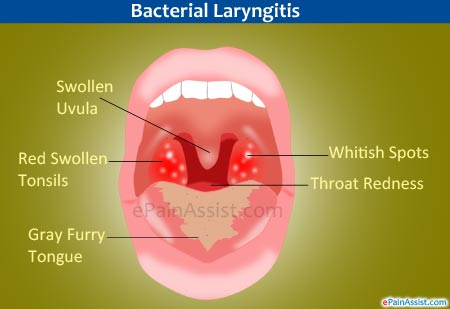 Bacterial Laryngitis
Swollen
Uvula
Red Swollen
Tonsils
Whitish Spots
Throat Redness
ePainAssist.com
Gray Furry
Tongue
ePainAssist.com